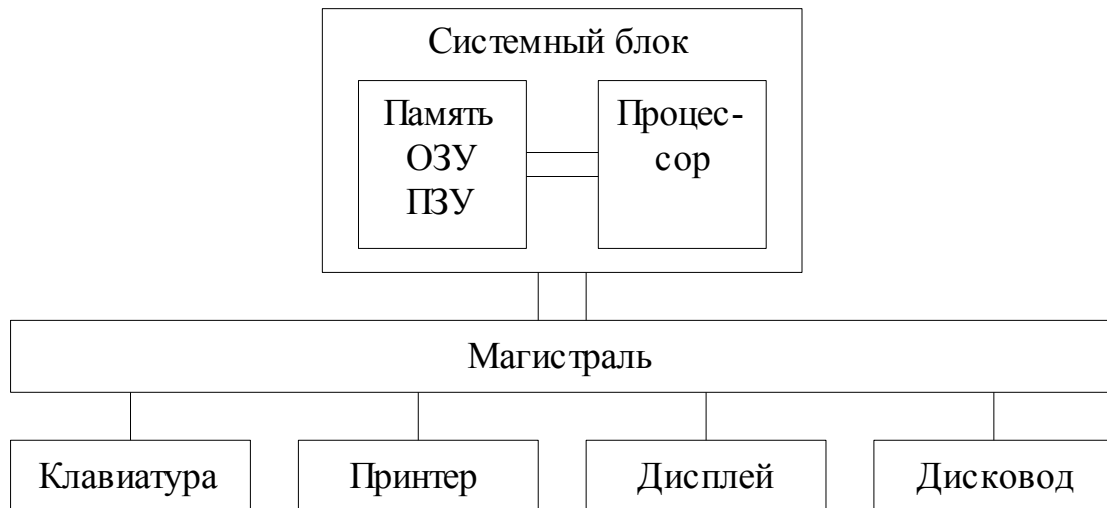 Системный блок
Память
ОЗУ
ПЗУ
Процес-
сор
Магистраль
Клавиатура
Принтер
Дисплей
Дисковод